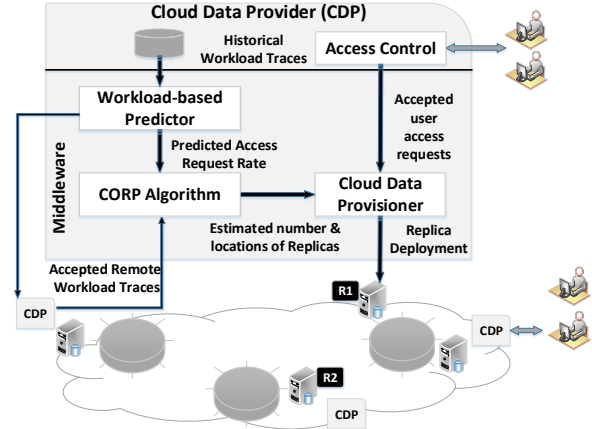 Cloud Data Provider (CDP)
Historical
Workload Traces
Access Control
Workload-based
Predictor
Accepted
user
access
requests
Predicted Access
Request Rate
Middleware
CORP Algorithm
Cloud Data
Provisioner
Estimated number &
locations of Replicas
Replica
Deployment
Accepted Remote
Workload Traces
R1
CDP
CDP
R2
CDP